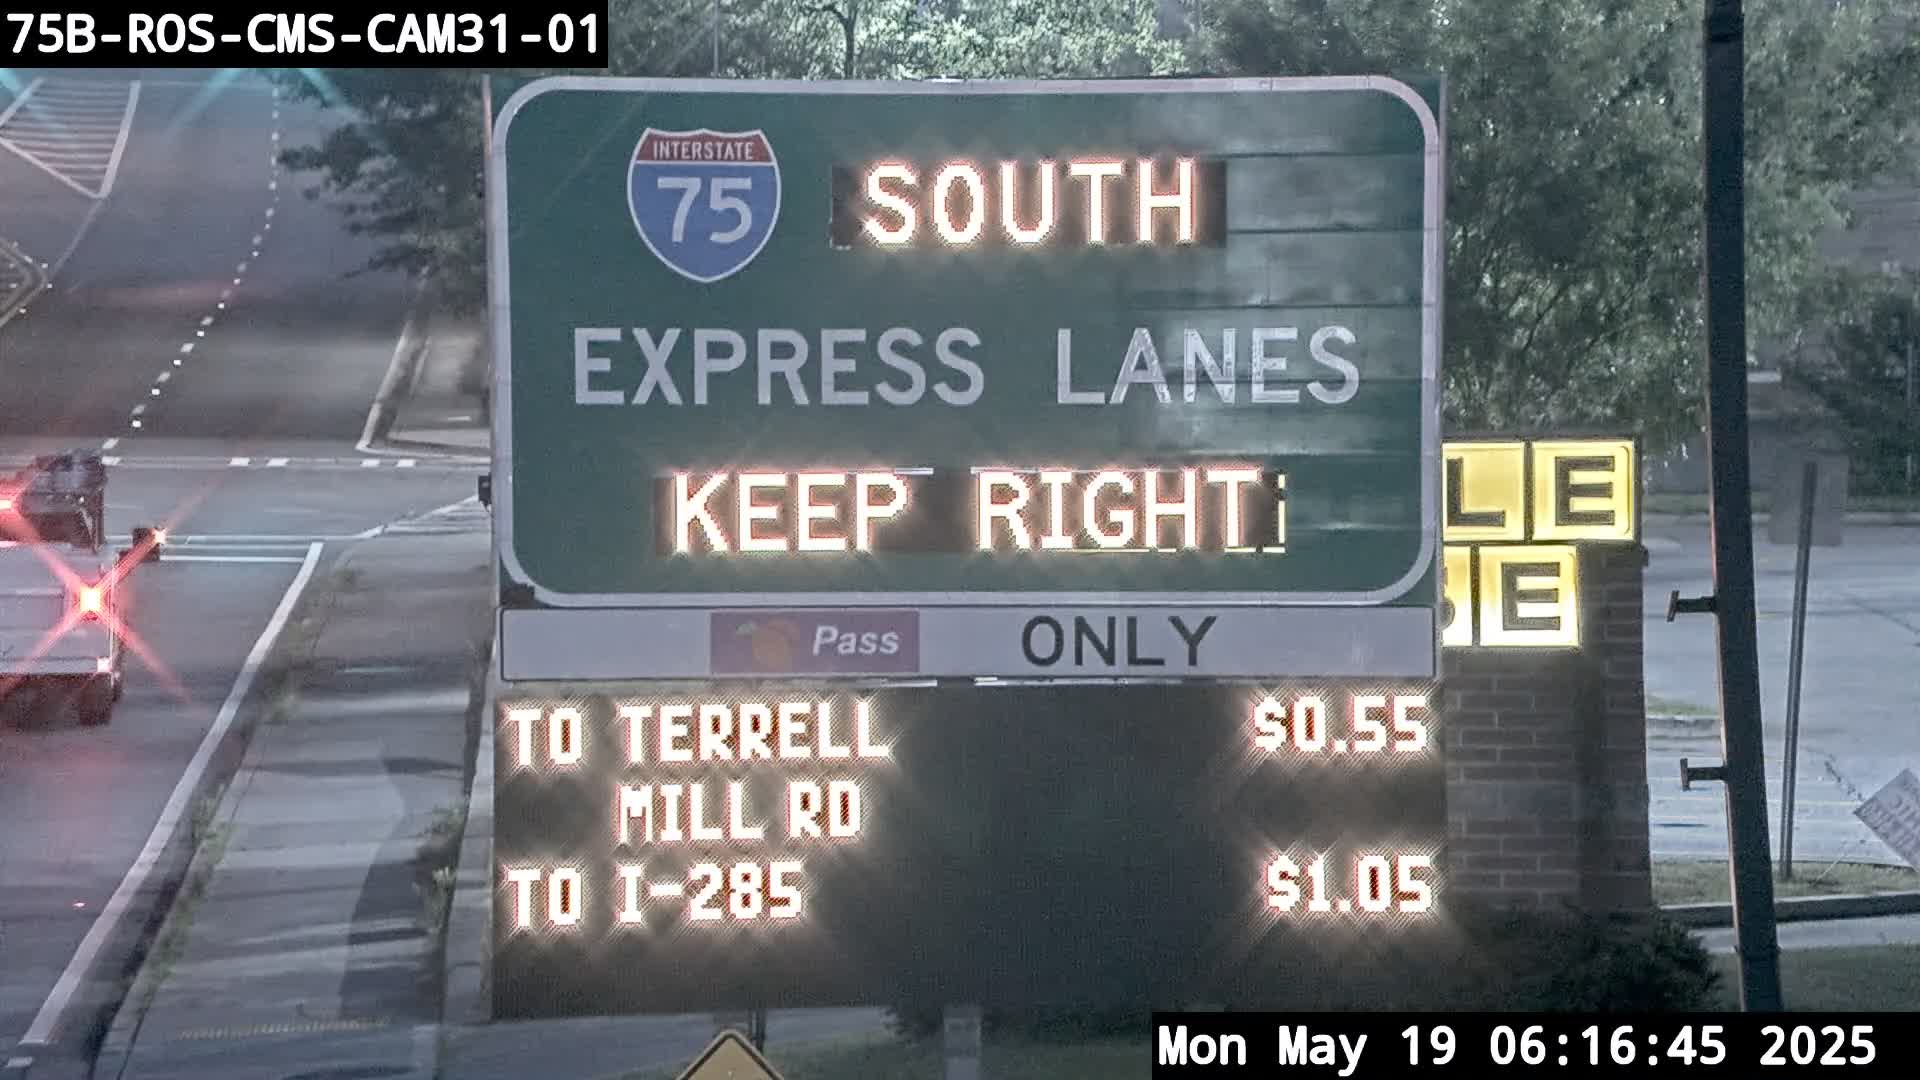 75B-ROS-CMS-CAM31-01
INTERSTATE
75
SOUTH
EXPRESS LANES
KEEP RIGHT
Pass
ONLY
LE
E
TO TERRELL $0.55
MILL RD
TO I-285 $1.05
Mon May 19 06:16:45 2025